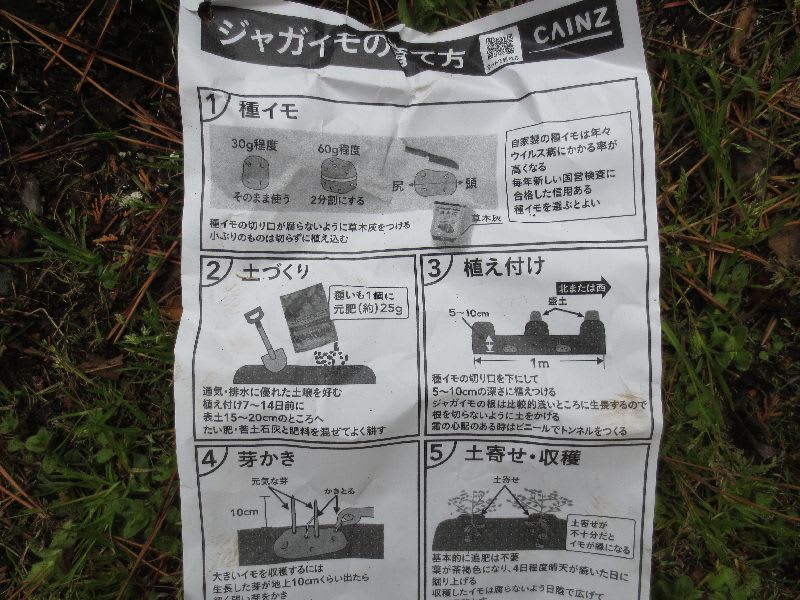 ジャガイモの育て方
CAINZ
1 種イモ
30g程度
そのまま使う
60g程度
2分割にする
尻
頭
草木灰
種イモの切り口が腐らないように草木灰をつける
小ぶりのものは切らずに植え込む
自家製の種イモは年々
ウイルス病にかかる率が
高くなる
毎年新しい国営検査に
合格した信用ある
種イモを選ぶとよい
2 土づくり
種いも1個に
元肥(約)25g
通気・排水に優れた土壌を好む
植え付け7〜14日前に
表土15〜20cmのところへ
たい肥・苦土石灰と肥料を混ぜてよく耕す
3 植え付け
北または西
盛土
5〜10cm
1m
種イモの切り口を下にして
5〜10cmの深さに植えつける
ジャガイモの根は比較的浅いところに生長するので
根を切らないように土をかける
霜の心配のある時はビニールでトンネルをつくる
4 芽かき
元気な芽
かきとる
10cm
大きいイモを収穫するには
生長した芽が地上10cmくらい出たら
5 土寄せ・収穫
土寄せ
土寄せが
不十分だと
イモが緑になる
基本的に追肥は不要
葉が茶褐色になり、4日程度晴天が続いた日に
掘り上げる
収穫したイモは腐らないよう日陰で広げて